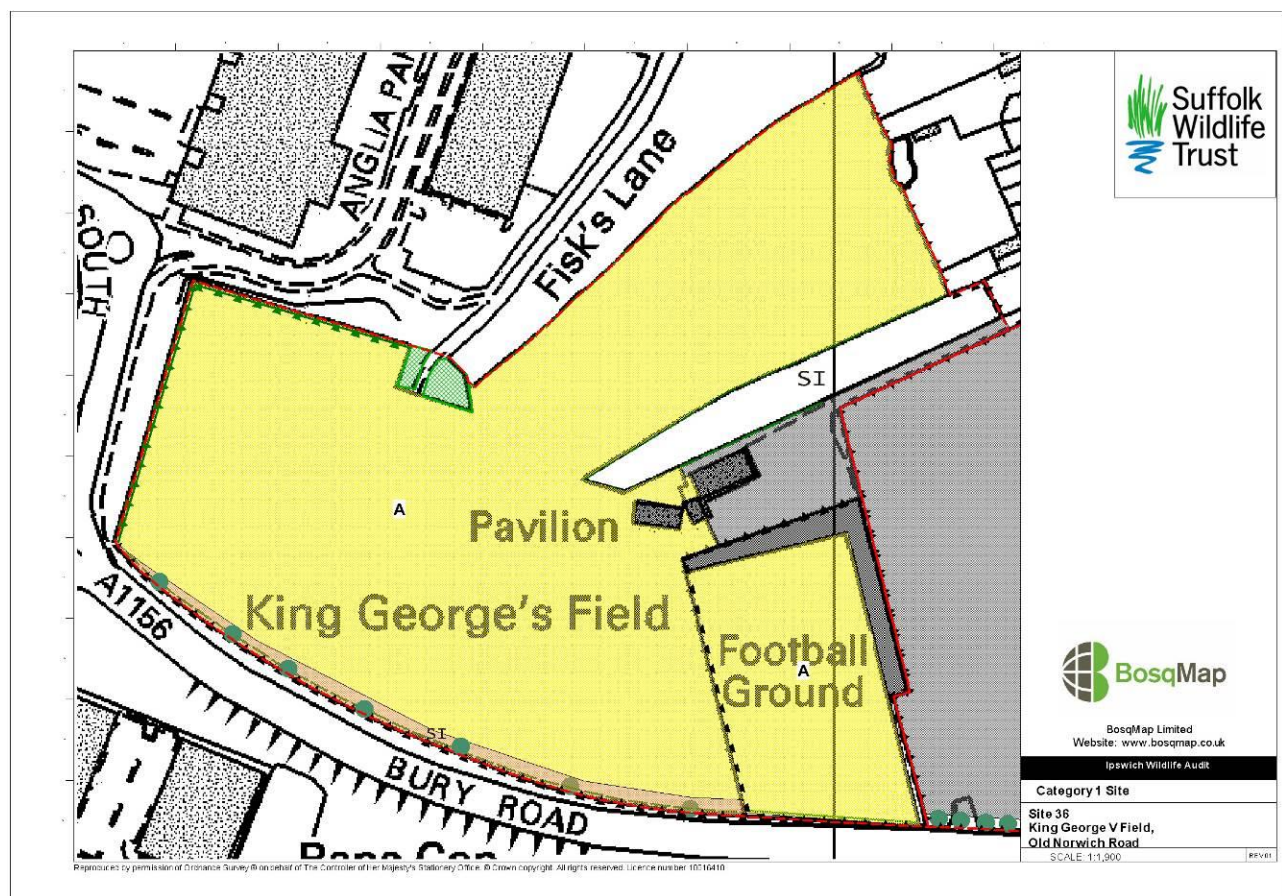 ANGLIA PA
SOUTH
Fisk's Lane
SI
A
Pavilion
King George's Field
A1156
Football
Ground
A
SI
BURY ROAD
Suffolk
Wildlife
Trust
BosqMap
BosqMap Limited
Website: www.bosqmap.co.uk
Ipswich Wildlife Audit
Category 1 Site
Site 36
King George V Field,
Old Norwich Road
SCALE: 1:1,900
REV 01
Reproduced by permission of Ordnance Survey ® on behalf of The Controller of Her Majesty's Stationery Office. © Crown copyright. All rights reserved. Licence number 10016410